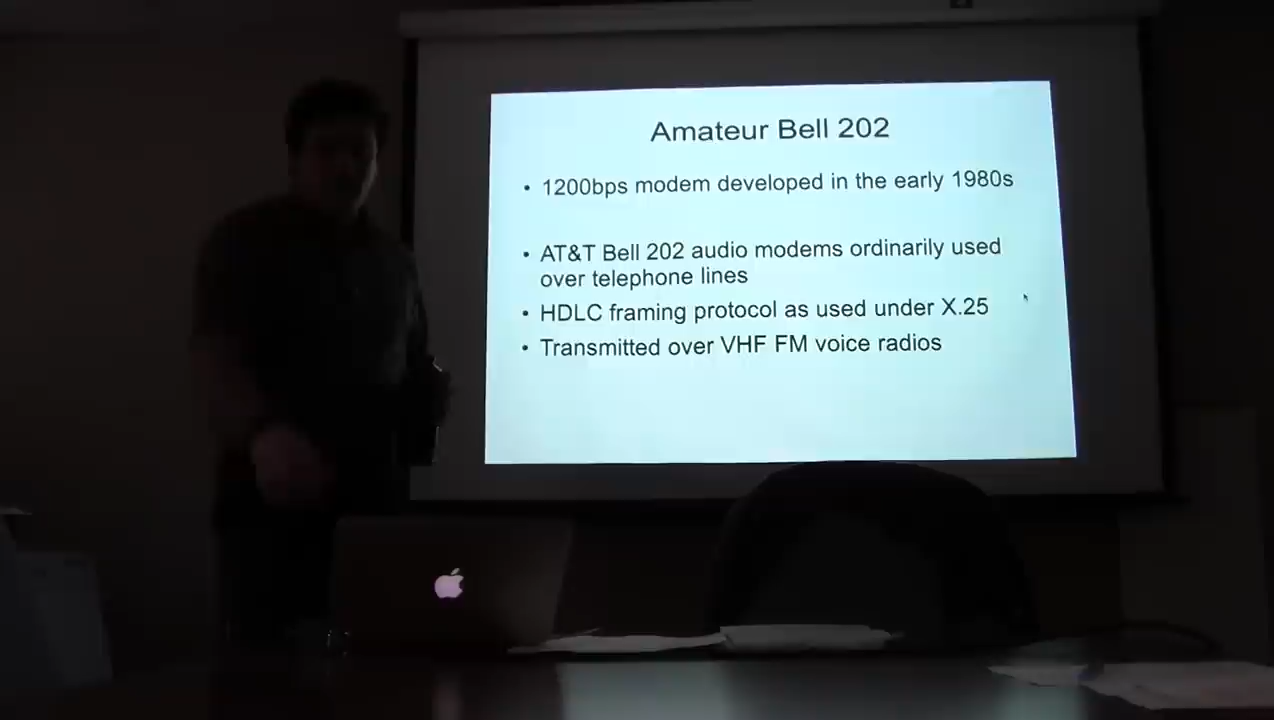 Amateur Bell 202
• 1200bps modem developed in the early 1980s
• AT&T Bell 202 audio modems ordinarily used
over telephone lines
• HDLC framing protocol as used under X.25
• Transmitted over VHF FM voice radios